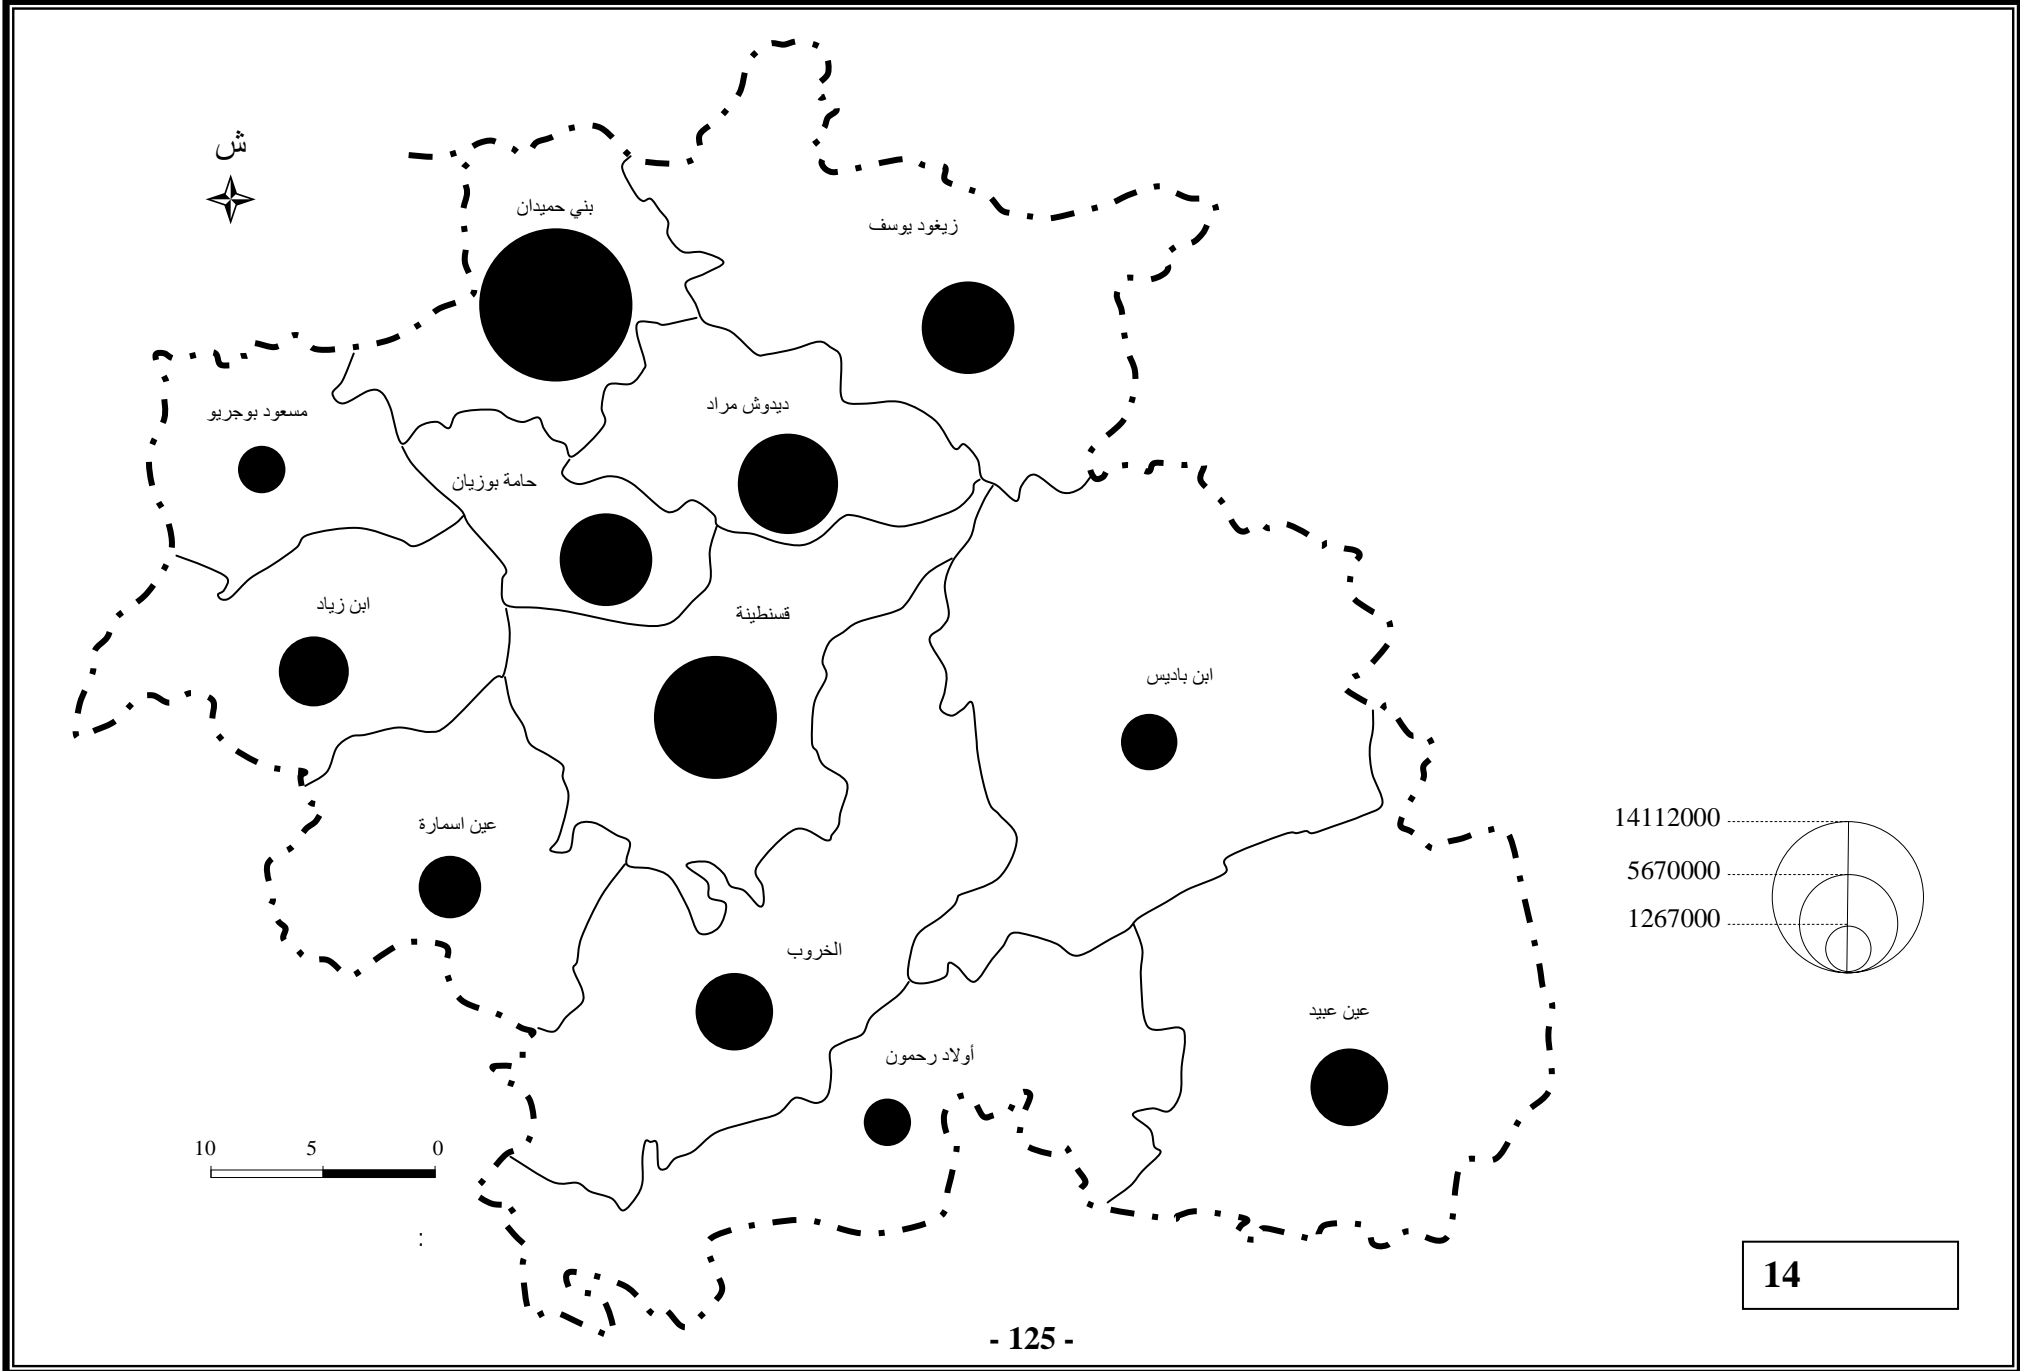 ش
بني حميدان
زيغود يوسف
ديدوش مراد
مسعود بوجريو
حامة بوزيان
ابن زياد
قسنطينة
ابن باديس
عين اسمارة
الخروب
عين عبيد
أولاد رحمون
14112000
5670000
1267000
10 5 0
:
14
- 125 -